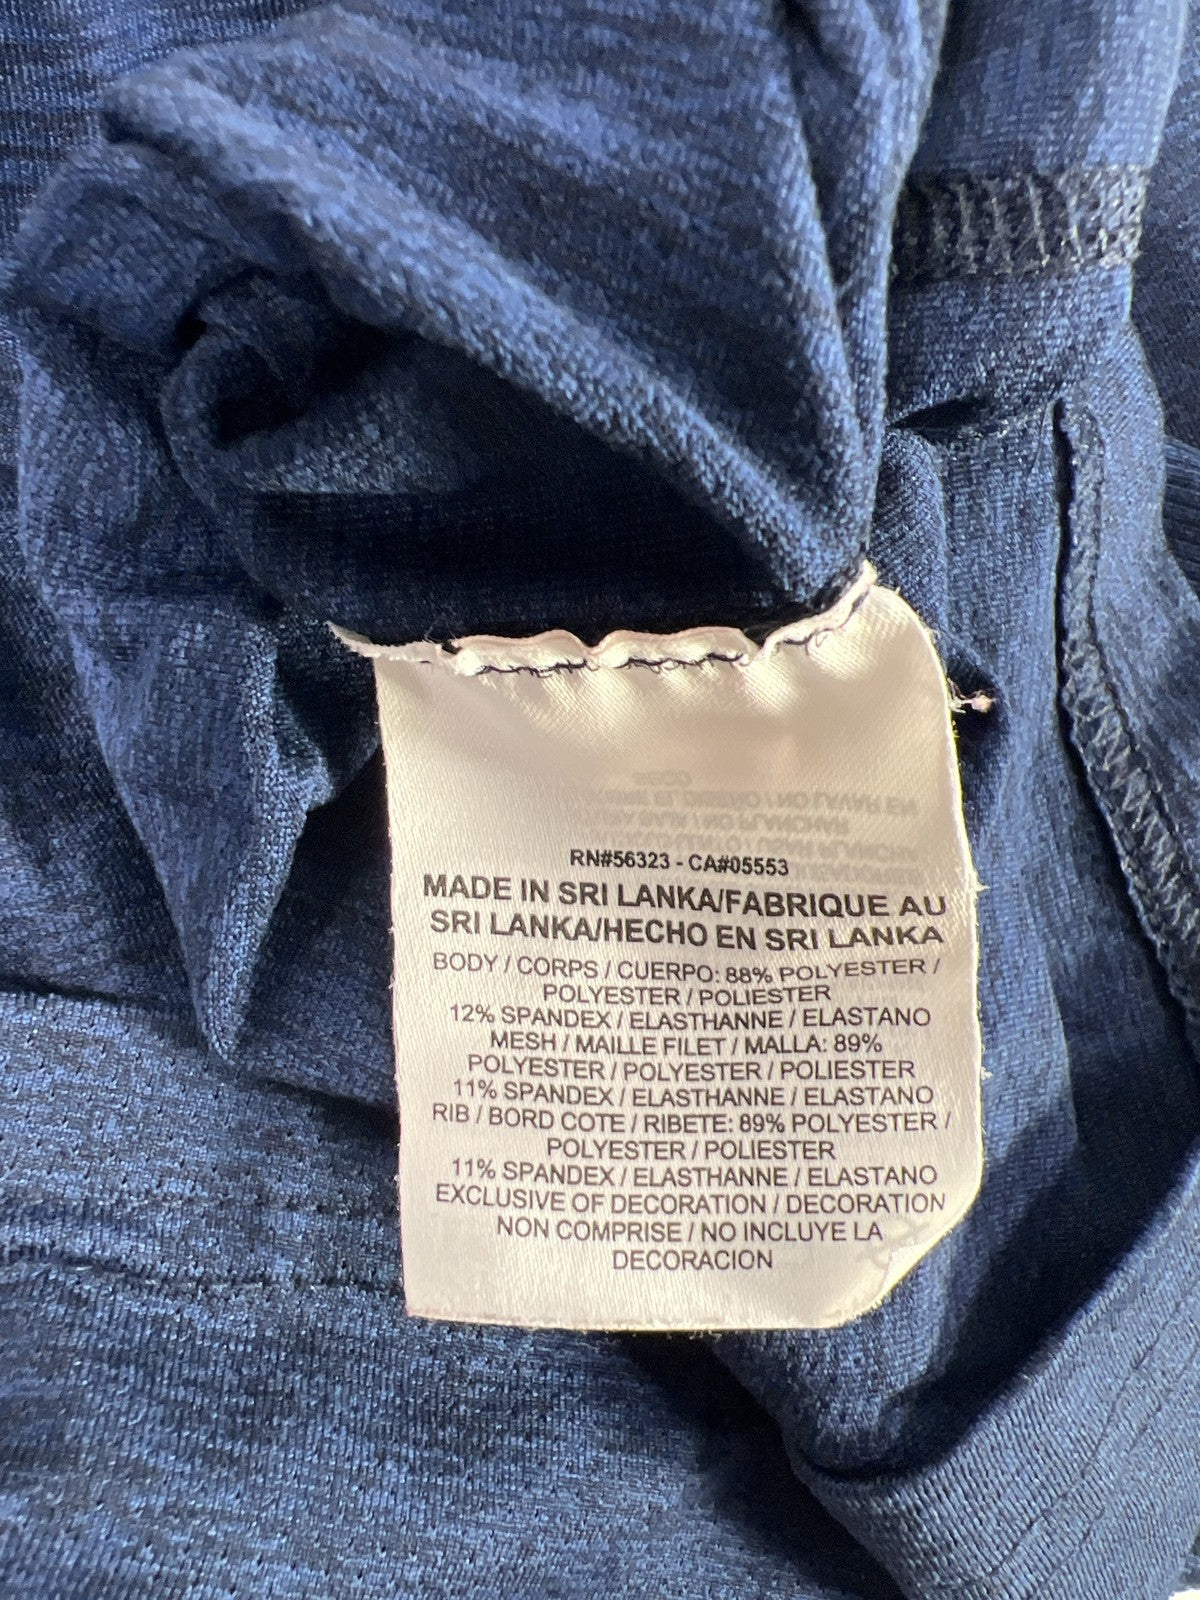 RN#56323 - CA#05553
MADE IN SRI LANKA/FABRIQUE AU
SRI LANKA/HECHO EN SRI LANKA
BODY / CORPS / CUERPO: 88% POLYESTER /
POLYESTER / POLIESTER
12% SPANDEX / ELASTHANNE / ELASTANO
MESH / MAILLE FILET / MALLA: 89%
POLYESTER / POLYESTER / POLIESTER
11% SPANDEX / ELASTHANNE / ELASTANO
RIB / BORD COTE / RIBETE: 89% POLYESTER /
POLYESTER / POLIESTER
11% SPANDEX / ELASTHANNE / ELASTANO
EXCLUSIVE OF DECORATION / DECORATION
NON COMPRISE / NO INCLUYE LA
DECORACION